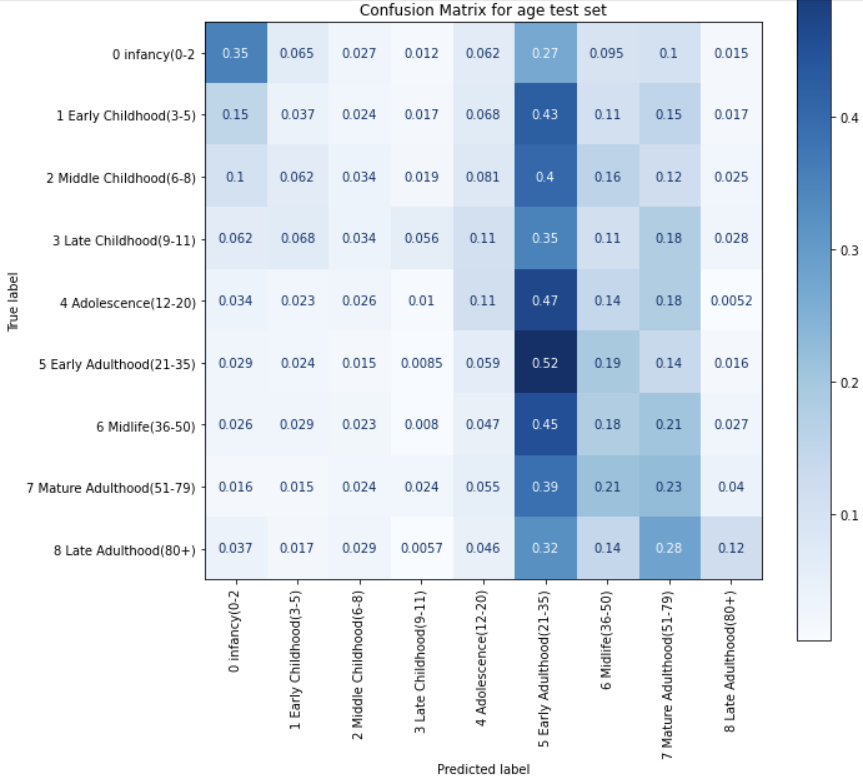 Confusion Matrix for age test set
0 infancy(0-2 0.35 0.065 0.027 0.012 0.062 0.27 0.095 0.1 0.015
1 Early Childhood(3-5) 0.15 0.037 0.024 0.017 0.068 0.43 0.11 0.15 0.017
2 Middle Childhood(6-8) 0.1 0.062 0.034 0.019 0.081 0.4 0.16 0.12 0.025
3 Late Childhood(9-11) 0.062 0.068 0.034 0.056 0.11 0.35 0.11 0.18 0.028
4 Adolescence(12-20) 0.034 0.023 0.026 0.01 0.11 0.47 0.14 0.18 0.0052
5 Early Adulthood(21-35) 0.029 0.024 0.015 0.0085 0.059 0.52 0.19 0.14 0.016
6 Midlife(36-50) 0.026 0.029 0.023 0.008 0.047 0.45 0.18 0.21 0.027
7 Mature Adulthood(51-79) 0.016 0.015 0.024 0.024 0.055 0.39 0.21 0.23 0.04
8 Late Adulthood(80+) 0.037 0.017 0.029 0.0057 0.046 0.32 0.14 0.28 0.12
True label
0 infancy(0-2
1 Early Childhood(3-5)
2 Middle Childhood(6-8)
3 Late Childhood(9-11)
4 Adolescence(12-20)
5 Early Adulthood(21-35)
6 Midlife(36-50)
7 Mature Adulthood(51-79)
8 Late Adulthood(80+)
Predicted label
0.4
0.3
0.2
0.1